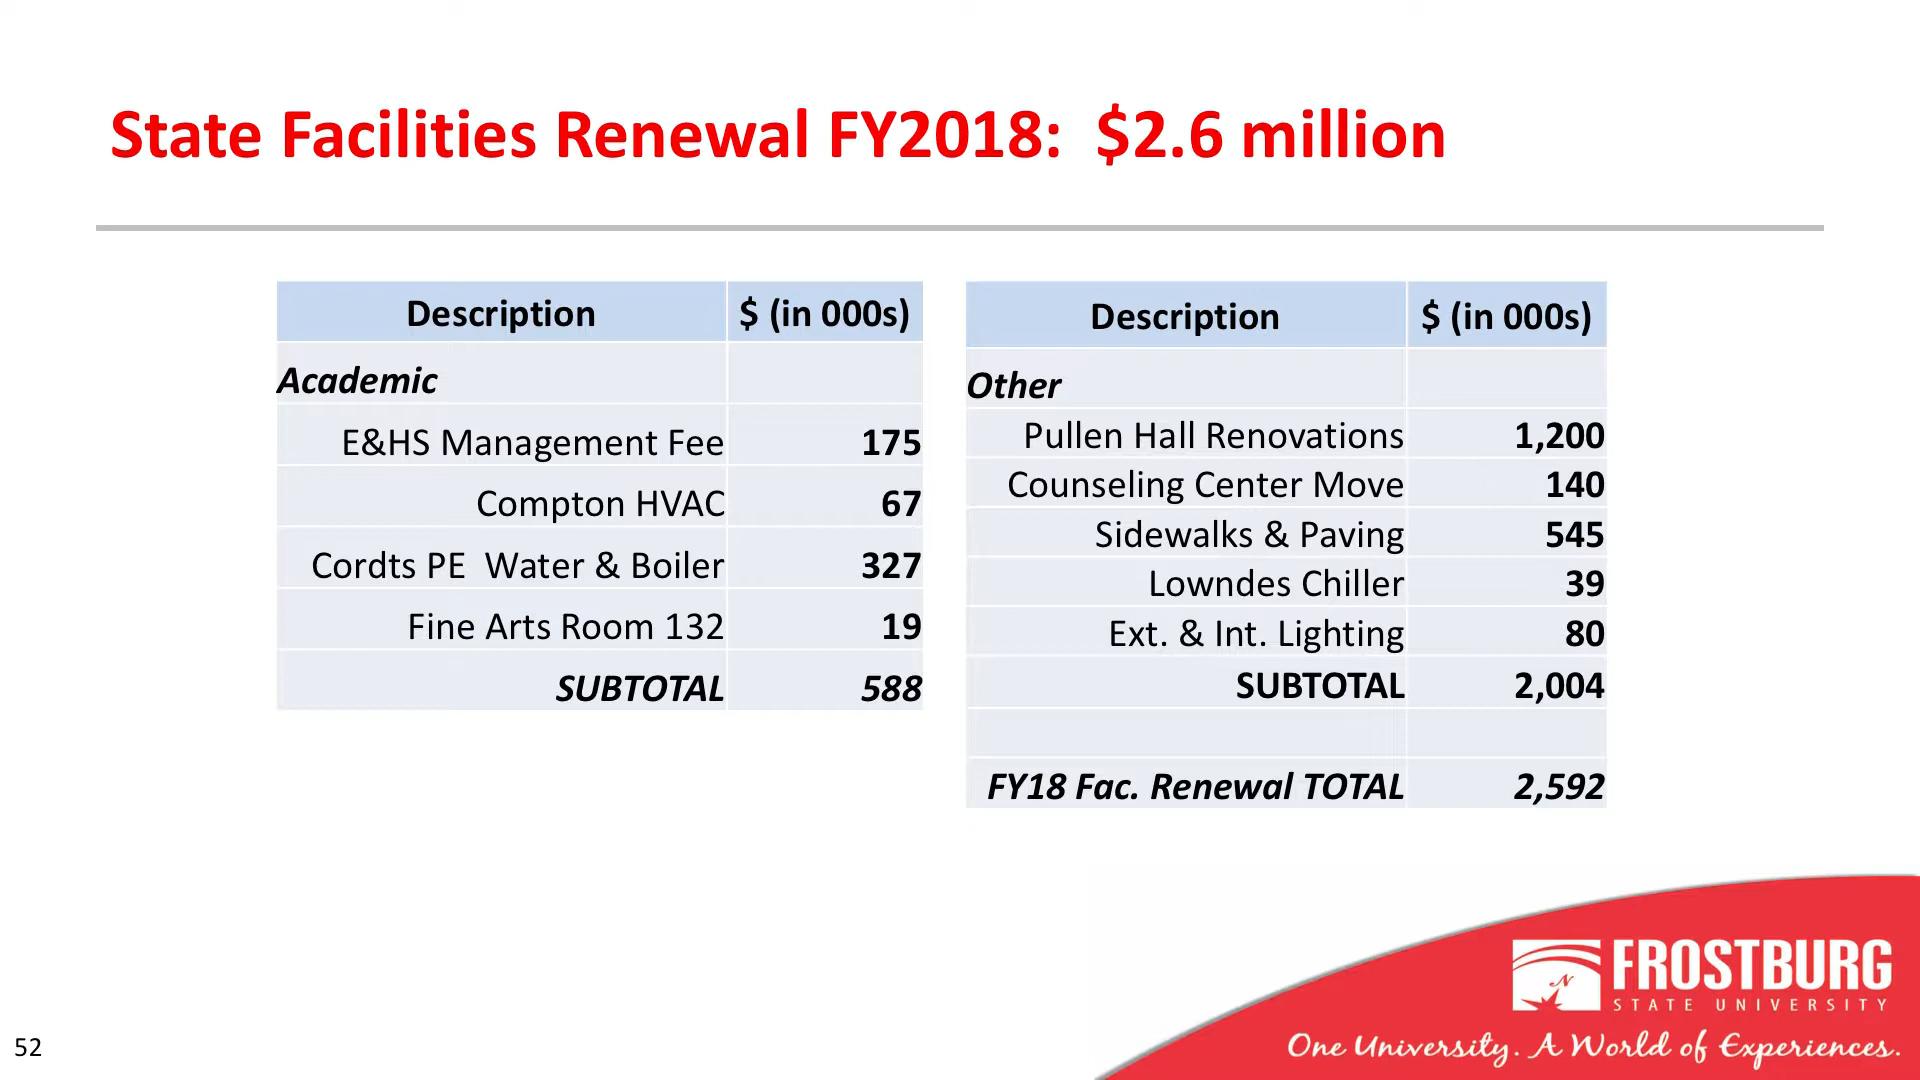 State Facilities Renewal FY2018: $2.6 million
Description $ (in 000s)
Academic
E&HS Management Fee 175
Compton HVAC 67
Cordts PE Water & Boiler 327
Fine Arts Room 132 19
SUBTOTAL 588
Description $ (in 000s)
Other
Pullen Hall Renovations 1,200
Counseling Center Move 140
Sidewalks & Paving 545
Lowndes Chiller 39
Ext. & Int. Lighting 80
SUBTOTAL 2,004
FY18 Fac. Renewal TOTAL 2,592
N
FROSTBURG
STATE UNIVERSITY
One University. A World of Experiences.
52